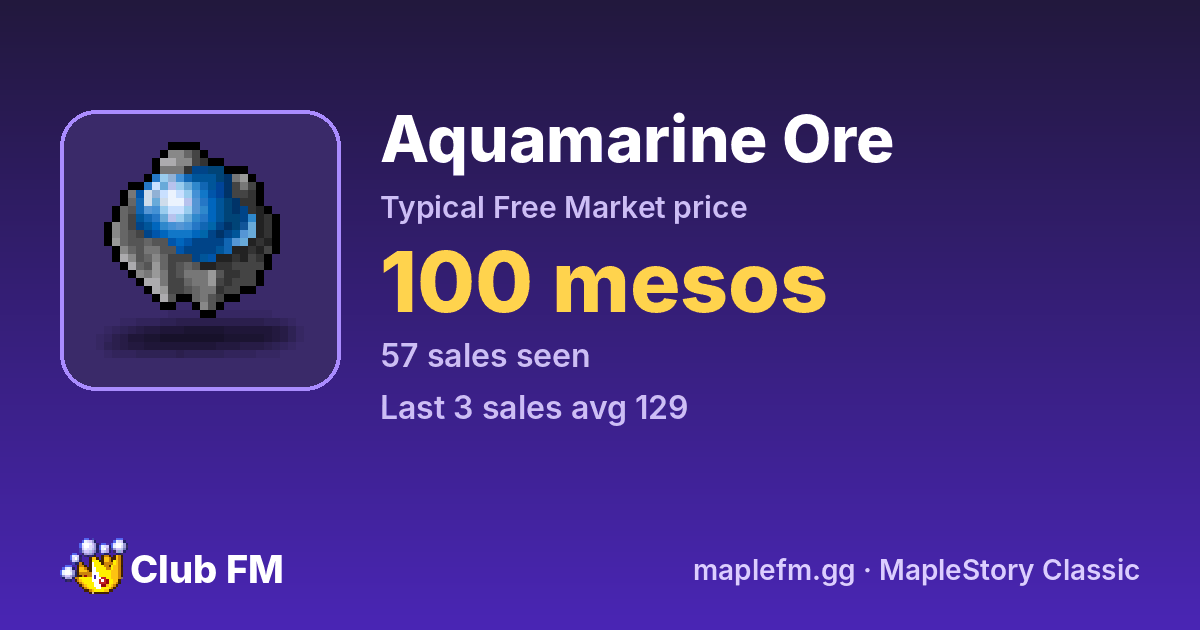 Aquamarine Ore
Typical Free Market price
100 mesos
57 sales seen
Last 3 sales avg 129
Club FM
maplefm.gg · MapleStory Classic